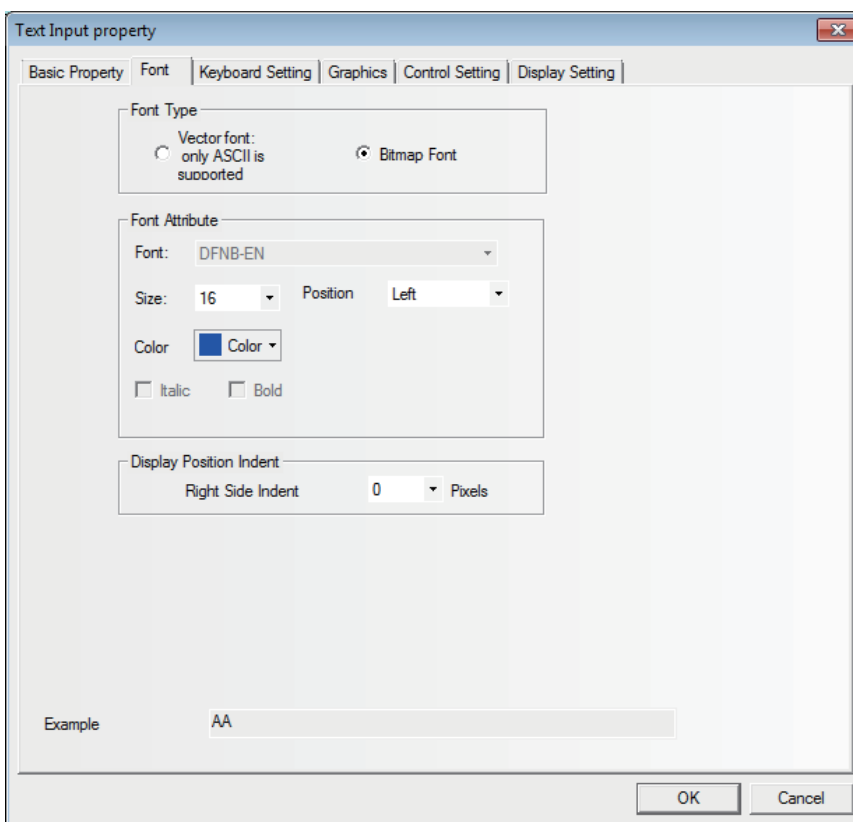 Text Input property
Basic Property Font Keyboard Setting Graphics Control Setting Display Setting
Font Type
Vector font:
only ASCII is
supported
Bitmap Font
Font Attribute
Font: DFNB-EN
Size: 16 Position Left
Color Color
Italic Bold
Display Position Indent
Right Side Indent 0 Pixels
Example AA
OK Cancel